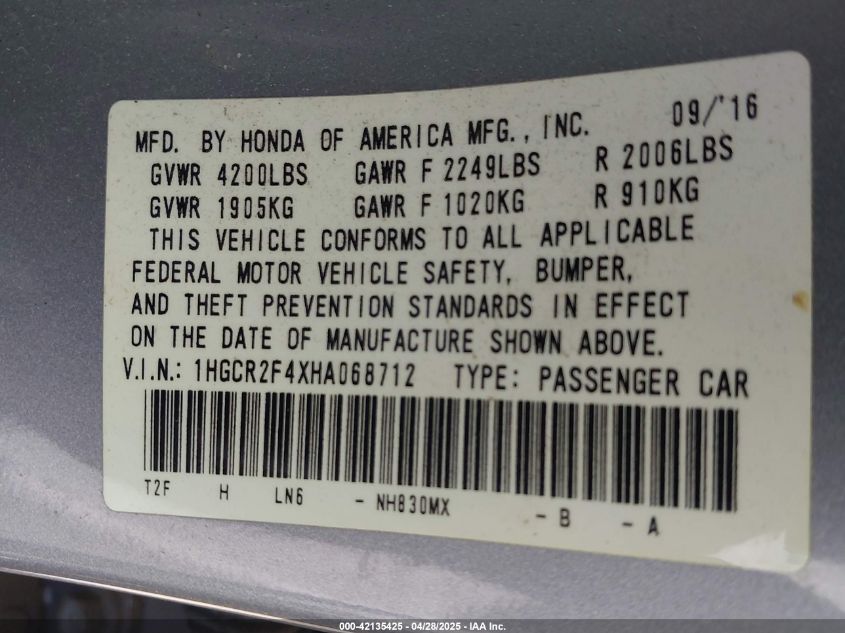 09/'16
MFD. BY HONDA OF AMERICA MFG., INC.
GVWR 4200LBS GAWR F 2249LBS R 2006LBS
GVWR 1905KG GAWR F 1020KG R 910KG
THIS VEHICLE CONFORMS TO ALL APPLICABLE
FEDERAL MOTOR VEHICLE SAFETY, BUMPER,
AND THEFT PREVENTION STANDARDS IN EFFECT
ON THE DATE OF MANUFACTURE SHOWN ABOVE.
V.I.N.: 1HGCR2F4XHA068712 TYPE: PASSENGER CAR
T2F H LN6 - NH830MX - B - A
000-42135425 - 04/28/2025 - IAA Inc.